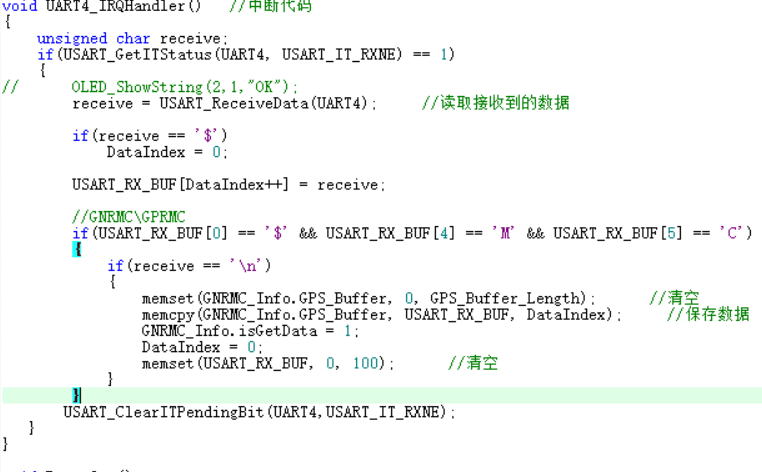 void UART4_IRQHandler()   //中断代码
{
    unsigned char receive;
    if(USART_GetITStatus(UART4, USART_IT_RXNE) == 1)
    {
//      OLED_ShowString(2,1,"OK");
        receive = USART_ReceiveData(UART4);     //读取接收到的数据
        if(receive == '$')
            DataIndex = 0;
        USART_RX_BUF[DataIndex++] = receive;
        //GNRMC\GPRMC
        if(USART_RX_BUF[0] == '$' && USART_RX_BUF[4] == 'M' && USART_RX_BUF[5] == 'C')
        {
            if(receive == '\n')
            {
                memset(GNRMC_Info.GPS_Buffer, 0, GPS_Buffer_Length);      //清空
                memcpy(GNRMC_Info.GPS_Buffer, USART_RX_BUF, DataIndex);     //保存数据
                GNRMC_Info.isGetData = 1;
                DataIndex = 0;
                memset(USART_RX_BUF, 0, 100);      //清空
            }
        }
       USART_ClearITPendingBit(UART4,USART_IT_RXNE);
   }
}